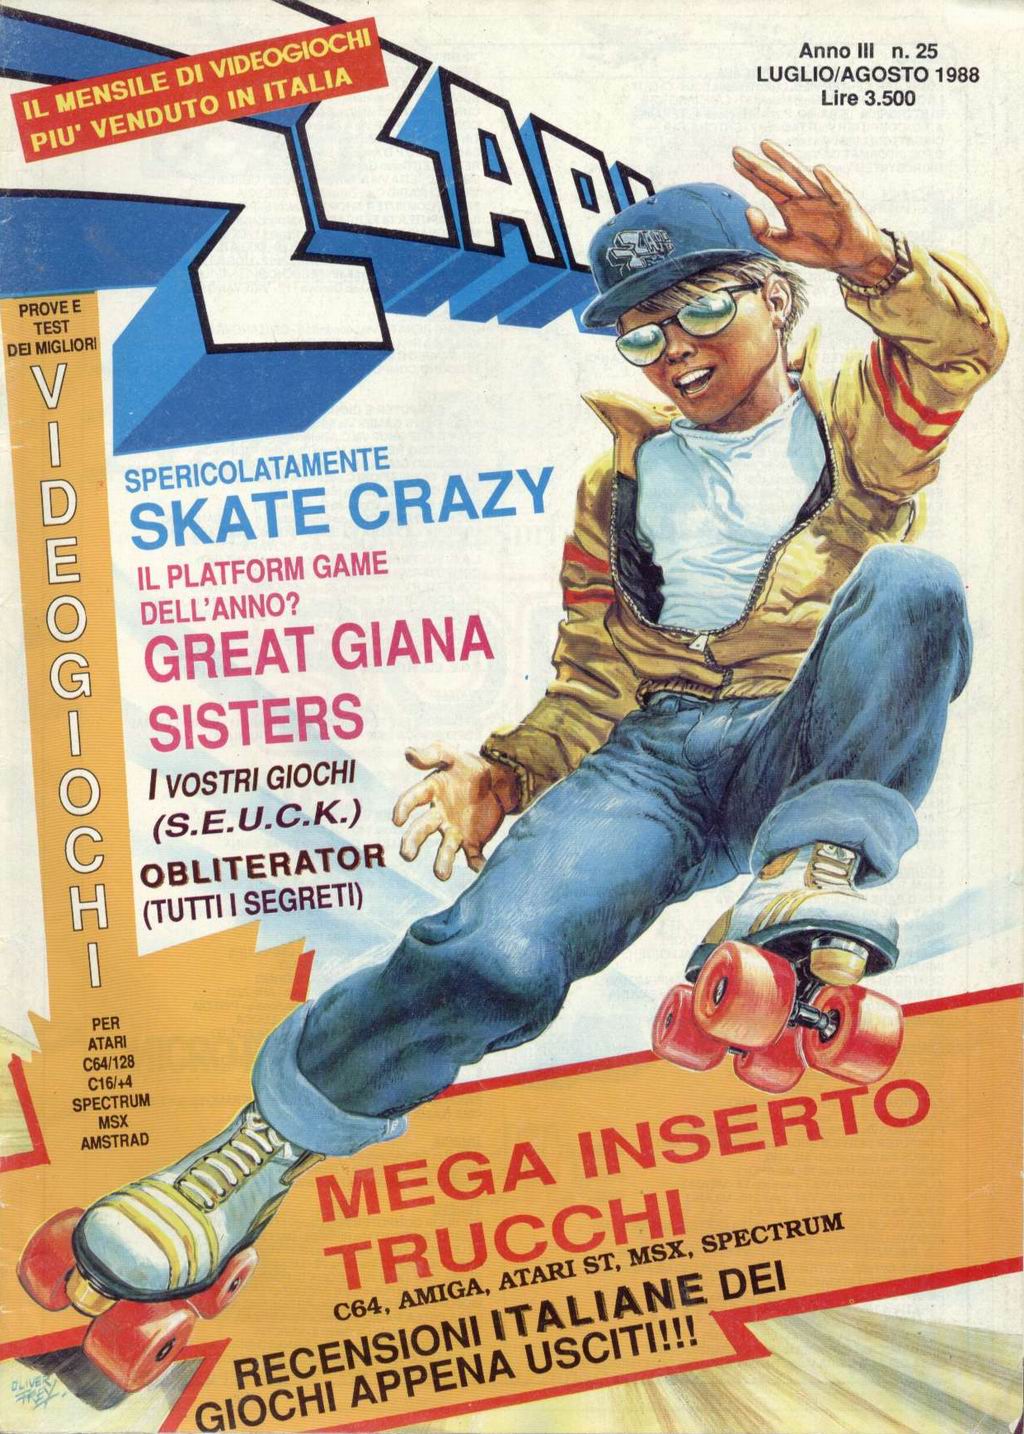 IL MENSILE DI VIDEOGIOCHI
PIU' VENDUTO IN ITALIA
Anno III n. 25
LUGLIO/AGOSTO 1988
Lire 3.500
ZZAP!
PROVE E
TEST
DEI MIGLIORI
VIDEOGIOCHI
PER
ATARI
C64/128
C16/+4
SPECTRUM
MSX
AMSTRAD
SPERICOLATAMENTE
SKATE CRAZY
IL PLATFORM GAME
DELL'ANNO?
GREAT GIANA
SISTERS
I VOSTRI GIOCHI
(S.E.U.C.K.)
OBLITERATOR
(TUTTI I SEGRETI)
MEGA INSERTO
TRUCCHI
C64, AMIGA, ATARI ST, MSX, SPECTRUM
RECENSIONI ITALIANE DEI
GIOCHI APPENA USCITI!!!
OLIVER
FREY